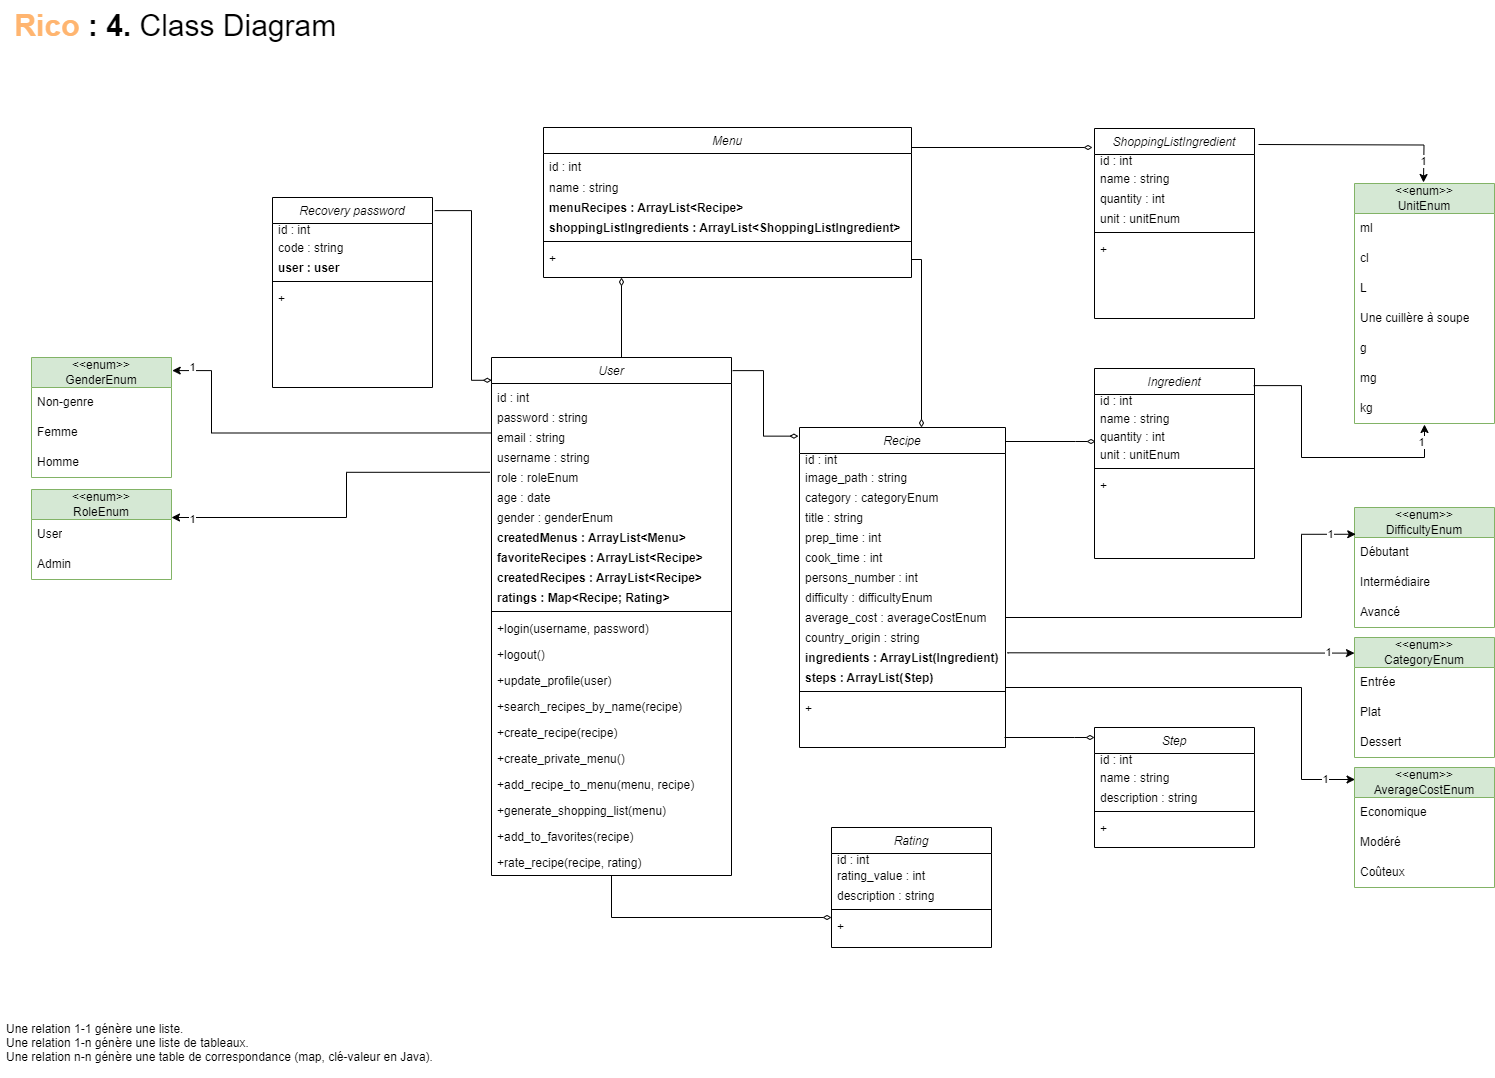 Rico : 4. Class Diagram
Menu
id : int
name : string
menuRecipes : ArrayList<Recipe>
shoppingListIngredients : ArrayList<ShoppingListIngredient>
+
ShoppingListIngredient
id : int
name : string
quantity : int
unit : unitEnum
+
1
<<enum>>
UnitEnum
ml
cl
L
Une cuillère à soupe
g
mg
kg
1
Recovery password
id : int
code : string
user : user
+
<<enum>>
GenderEnum
Non-genre
Femme
Homme
1
<<enum>>
RoleEnum
User
Admin
1
User
id : int
password : string
email : string
username : string
role : roleEnum
age : date
gender : genderEnum
createdMenus : ArrayList<Menu>
favoriteRecipes : ArrayList<Recipe>
createdRecipes : ArrayList<Recipe>
ratings : Map<Recipe; Rating>
+login(username, password)
+logout()
+update_profile(user)
+search_recipes_by_name(recipe)
+create_recipe(recipe)
+create_private_menu()
+add_recipe_to_menu(menu, recipe)
+generate_shopping_list(menu)
+add_to_favorites(recipe)
+rate_recipe(recipe, rating)
Recipe
id : int
image_path : string
category : categoryEnum
title : string
prep_time : int
cook_time : int
persons_number : int
difficulty : difficultyEnum
average_cost : averageCostEnum
country_origin : string
ingredients : ArrayList(Ingredient)
steps : ArrayList(Step)
+
Ingredient
id : int
name : string
quantity : int
unit : unitEnum
+
1
<<enum>>
DifficultyEnum
Débutant
Intermédiaire
Avancé
1
<<enum>>
CategoryEnum
Entrée
Plat
Dessert
1
<<enum>>
AverageCostEnum
Economique
Modéré
Coûteux
Step
id : int
name : string
description : string
+
Rating
id : int
rating_value : int
description : string
+
Une relation 1-1 génère une liste.
Une relation 1-n génère une liste de tableaux.
Une relation n-n génère une table de correspondance (map, clé-valeur en Java).